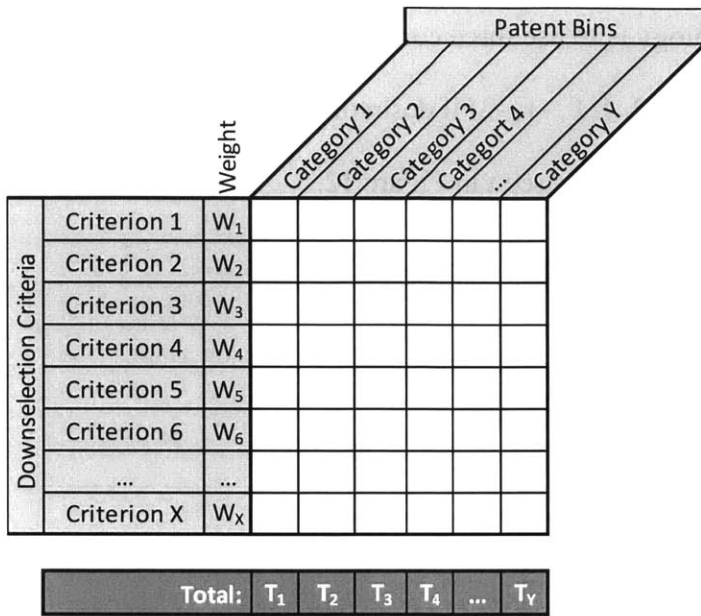 Patent Bins
Category 1
Category 2
Category 3
Categort 4
...
Category Y
Weight
Downselection Criteria
Criterion 1 W₁
Criterion 2 W₂
Criterion 3 W₃
Criterion 4 W₄
Criterion 5 W₅
Criterion 6 W₆
... ...
Criterion X Wₓ
Total: T₁ T₂ T₃ T₄ ... Tᵧ